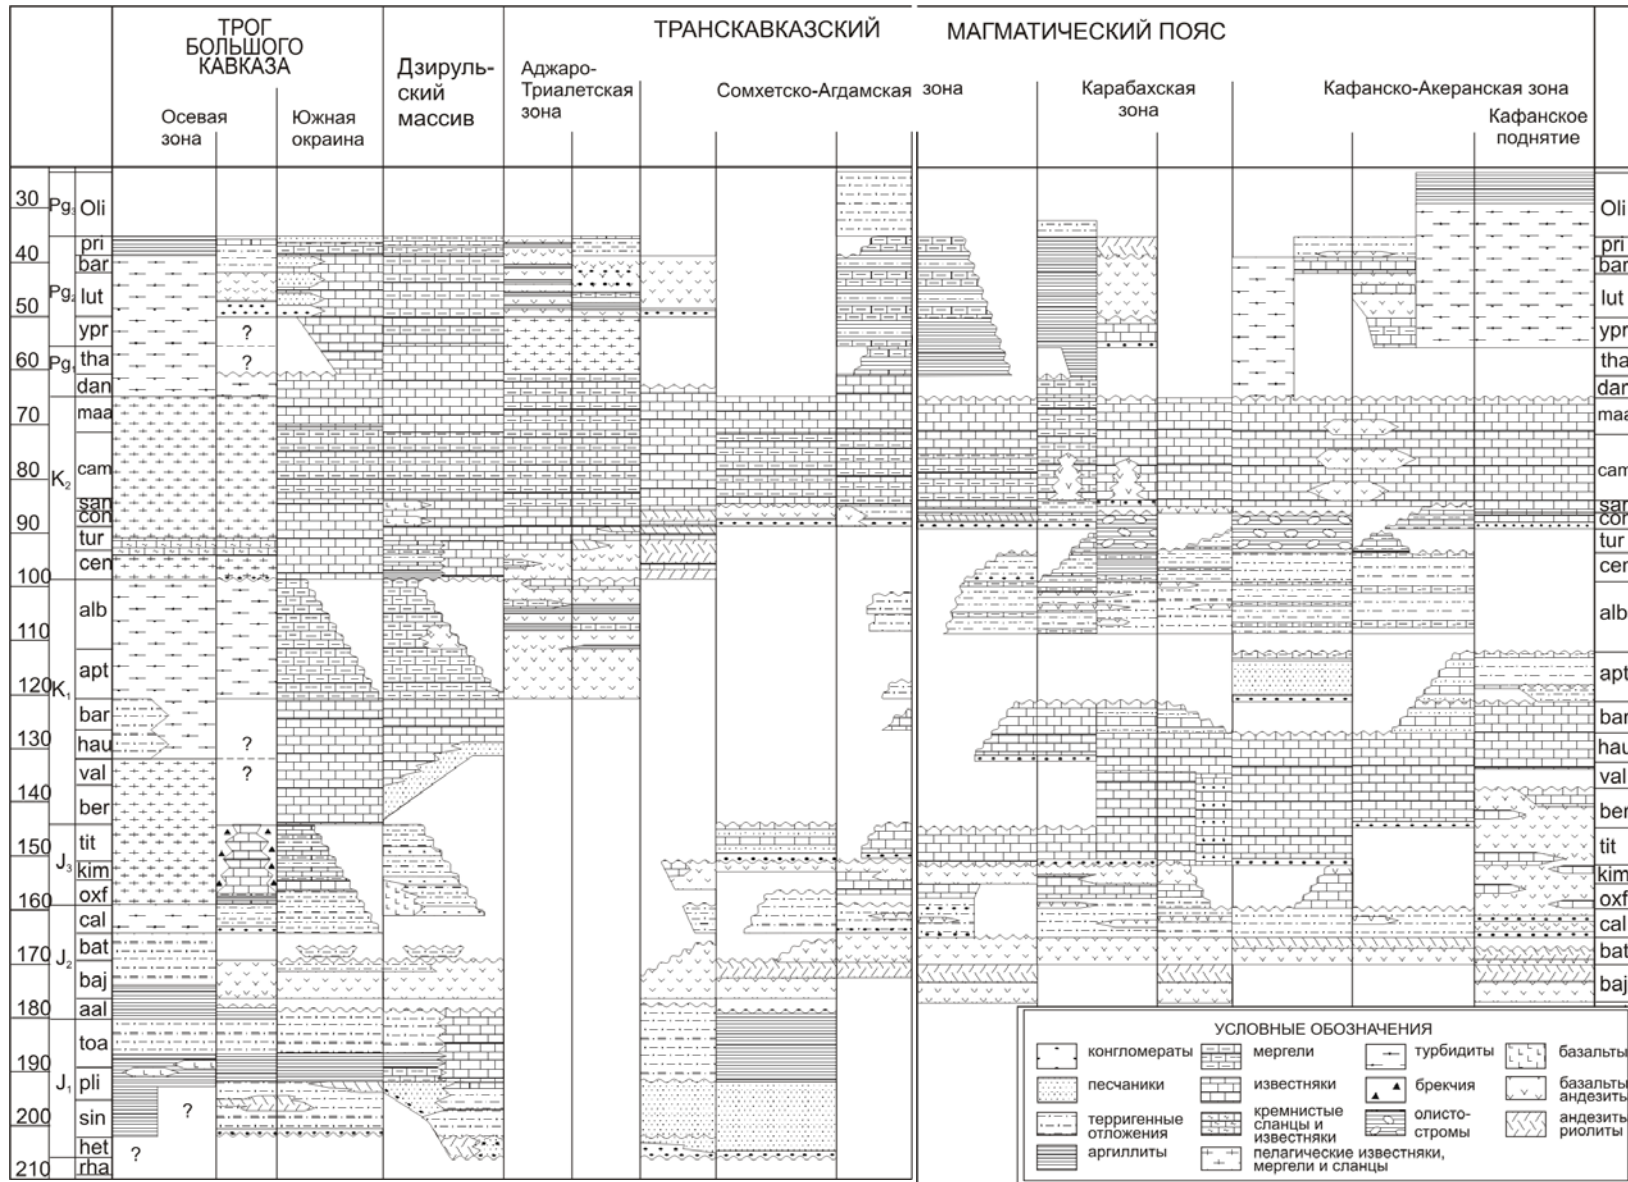 ТРОГ
БОЛЬШОГО
КАВКАЗА
ТРАНСКАВКАЗСКИЙ
МАГМАТИЧЕСКИЙ ПОЯС
Осевая
зона
Южная
окраина
Дзируль-
ский
массив
Аджаро-
Триалетская
зона
Сомхетско-Агдамская
зона
Карабахская
зона
Кафанско-Акеранская зона
Кафанское
поднятие
30
40
50
60
70
80
90
100
110
120
130
140
150
160
170
180
190
200
210
Pg₃
Pg₂
Pg₁
K₂
K₁
J₃
J₂
J₁
Oli
pri
bar
lut
ypr
tha
dan
maa
cam
san
con
tur
cen
alb
apt
bar
hau
val
ber
tit
kim
oxf
cal
bat
baj
aal
toa
pli
sin
het
rha
?
?
?
?
?
?
Oli
pri
bar
lut
ypr
tha
dan
maa
cam
san
con
tur
cen
alb
apt
bar
hau
val
ber
tit
kim
oxf
cal
bat
baj
УСЛОВНЫЕ ОБОЗНАЧЕНИЯ
конгломераты
песчаники
терригенные
отложения
аргиллиты
мергели
известняки
кремнистые
сланцы и
известняки
пелагические известняки,
мергели и сланцы
турбидиты
брекчия
олисто-
стромы
базальты
базальты
андезиты
андезиты
риолиты